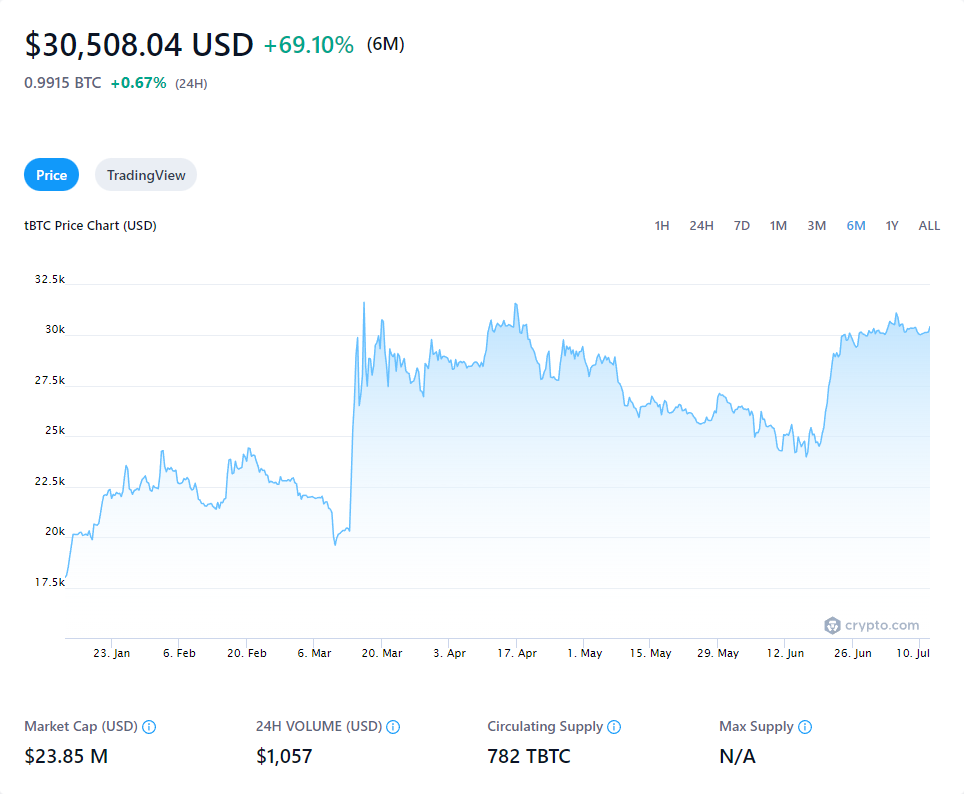 $30,508.04 USD +69.10% (6M)
0.9915 BTC +0.67% (24H)
Price TradingView
tBTC Price Chart (USD) 1H 24H 7D 1M 3M 6M 1Y ALL
32.5k
30k
27.5k
25k
22.5k
20k
17.5k
crypto.com
23. Jan 6. Feb 20. Feb 6. Mar 20. Mar 3. Apr 17. Apr 1. May 15. May 29. May 12. Jun 26. Jun 10. Jul
Market Cap (USD) 24H VOLUME (USD) Circulating Supply Max Supply
$23.85 M $1,057 782 TBTC N/A